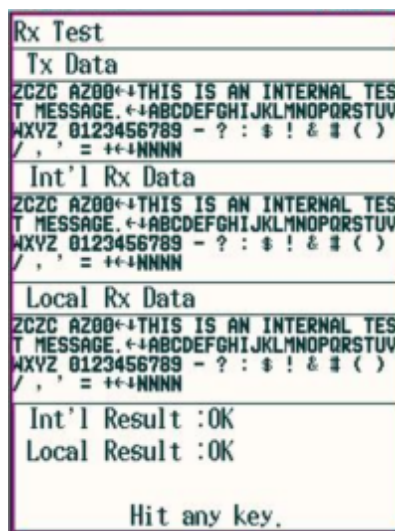 Rx Test
Tx Data
ZCZC AZ00←↓THIS IS AN INTERNAL TES
T MESSAGE.←↓ABCDEFGHIJKLMNOPQRSTUV
WXYZ 0123456789 - ? : $ ! & # ( )
/ , ' = +←↓NNNN
Int'l Rx Data
ZCZC AZ00←↓THIS IS AN INTERNAL TES
T MESSAGE.←↓ABCDEFGHIJKLMNOPQRSTUV
WXYZ 0123456789 - ? : $ ! & # ( )
/ , ' = +←↓NNNN
Local Rx Data
ZCZC AZ00←↓THIS IS AN INTERNAL TES
T MESSAGE.←↓ABCDEFGHIJKLMNOPQRSTUV
WXYZ 0123456789 - ? : $ ! & # ( )
/ , ' = +←↓NNNN
Int'l Result :OK
Local Result :OK
Hit any key.